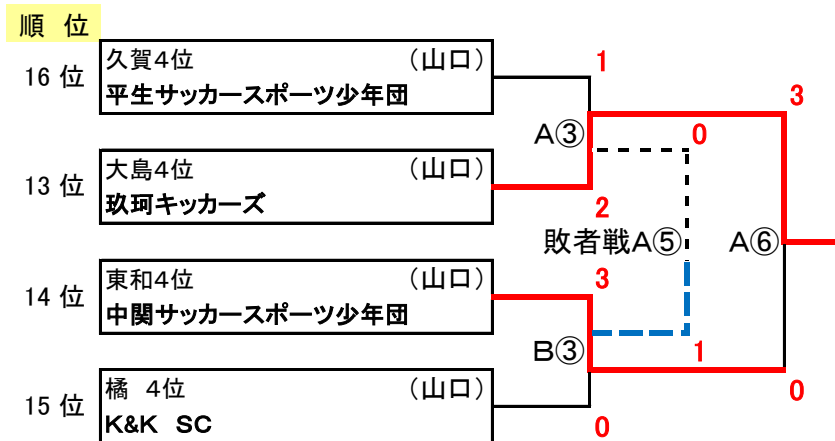 順 位
16 位
久賀4位 (山口)
平生サッカースポーツ少年団
13 位
大島4位 (山口)
玖珂キッカーズ
14 位
東和4位 (山口)
中関サッカースポーツ少年団
15 位
橘 4位 (山口)
K&K SC
1
3
A③
0
2
敗者戦A⑤
A⑥
3
B③
1
0
0